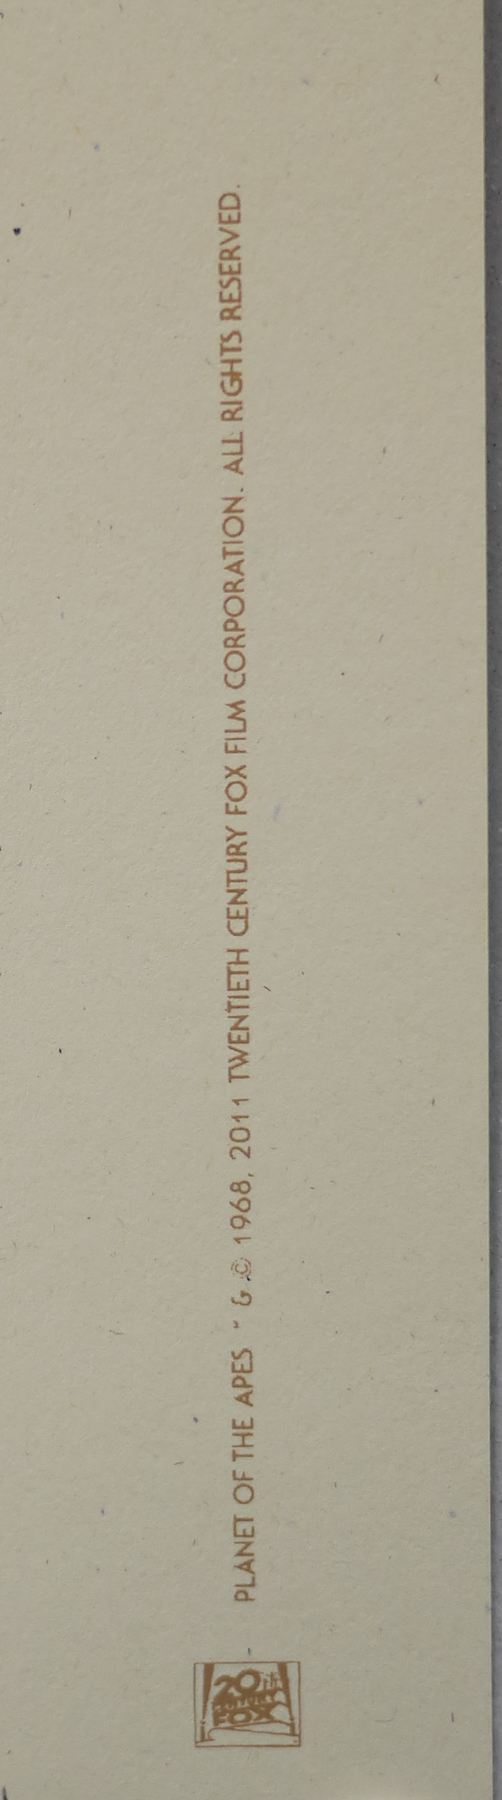 PLANET OF THE APES ™ & © 1968, 2011 TWENTIETH CENTURY FOX FILM CORPORATION. ALL RIGHTS RESERVED.
20th
CENTURY
FOX